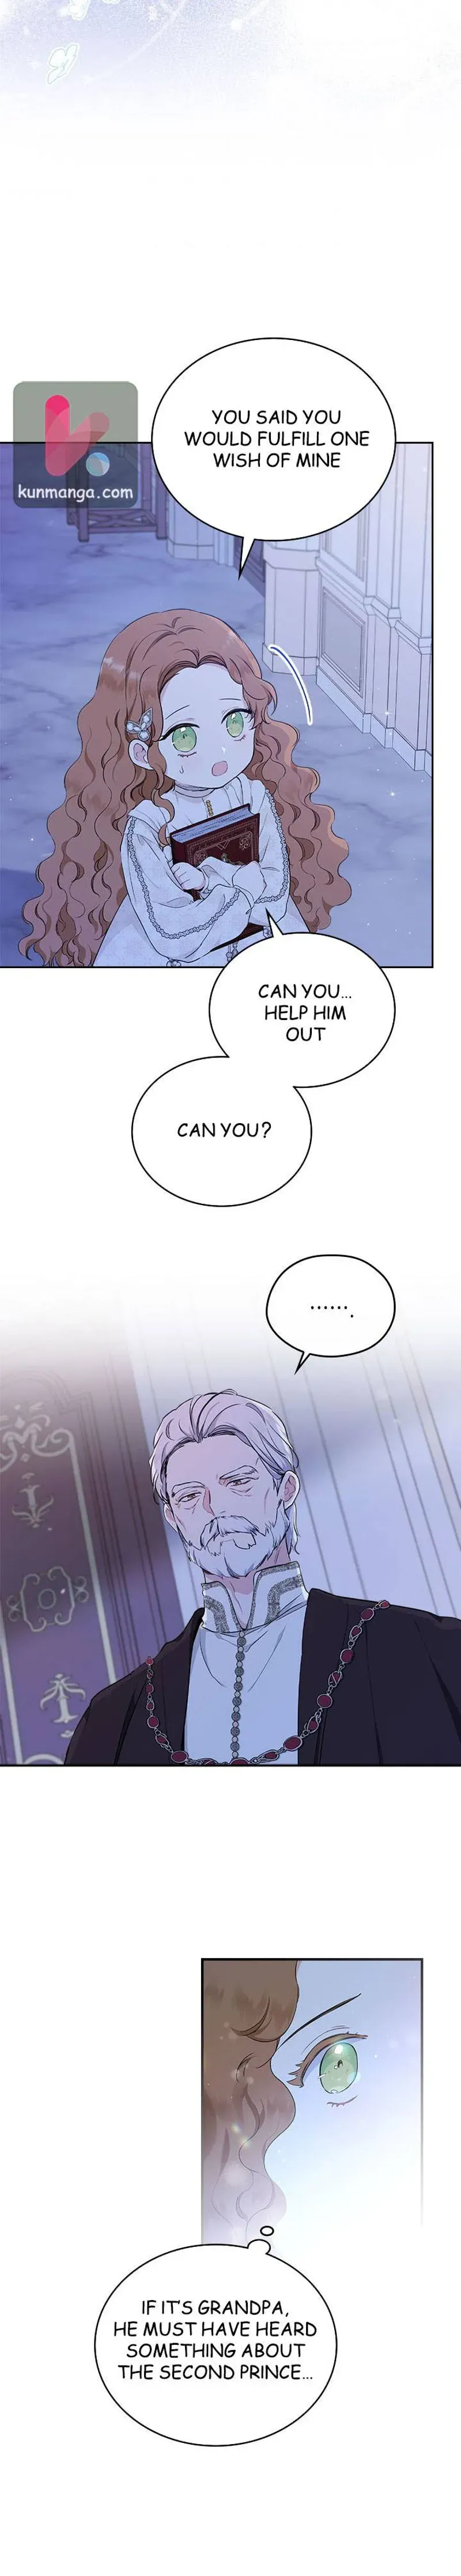 YOU SAID YOU
WOULD FULFILL ONE
WISH OF MINE
kunmanga.com
CAN YOU...
HELP HIM
OUT
CAN YOU?
.......
IF IT'S GRANDPA,
HE MUST HAVE HEARD
SOMETHING ABOUT
THE SECOND PRINCE...